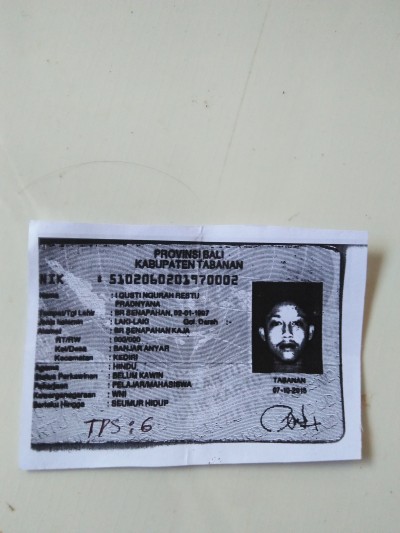 PROVINSI BALI
KABUPATEN TABANAN
NIK : 5102060201970002
Nama : I GUSTI NGURAH RESTU
PRADNYANA
Tempat/Tgl Lahir : BR SENAPAHAN, 02-01-1997
Jenis kelamin : LAKI-LAKI Gol. Darah : -
Alamat : BR SENAPAHAN KAJA
RT/RW : 000/000
Kel/Desa : BANJAR ANYAR
Kecamatan : KEDIRI
Agama : HINDU
Status Perkawinan : BELUM KAWIN
Pekerjaan : PELAJAR/MAHASISWA
Kewarganegaraan : WNI
Berlaku Hingga : SEUMUR HIDUP
TABANAN
07-10-2015
TPS : 6